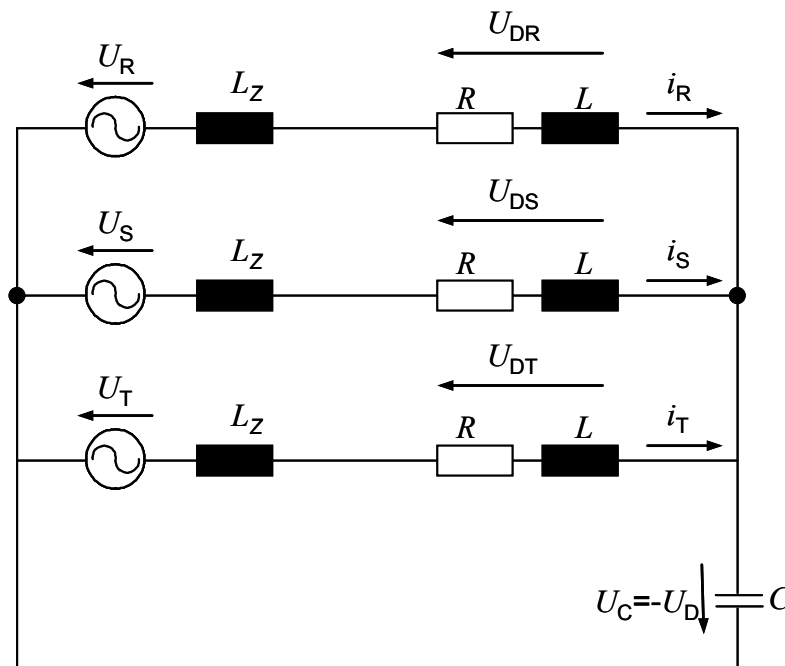 U_DR
U_R
L_Z
R
L
i_R
U_DS
U_S
L_Z
R
L
i_S
U_DT
U_T
L_Z
R
L
i_T
U_C=-U_D
C